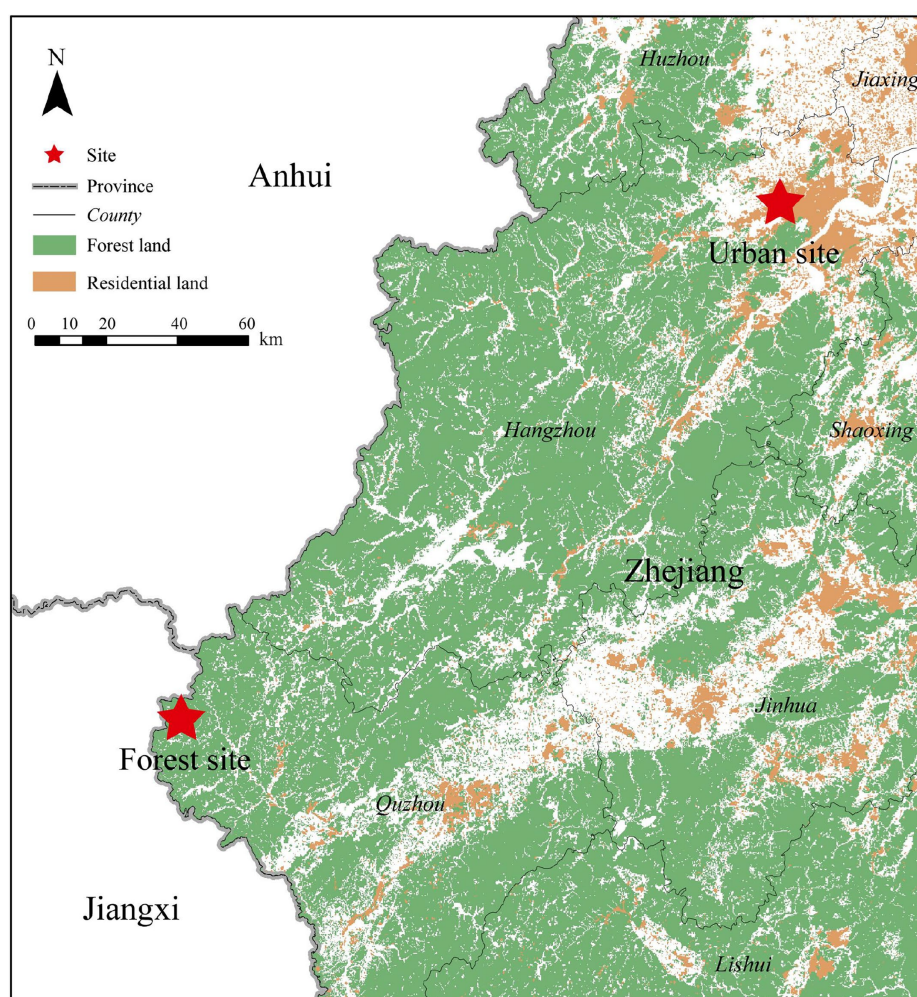 Huzhou
Jiaxing
N
Site
Province
County
Forest land
Residential land
0 10 20 40 60
km
Anhui
Urban site
Hangzhou
Shaoxing
Zhejiang
Forest site
Jinhua
Quzhou
Jiangxi
Lishui